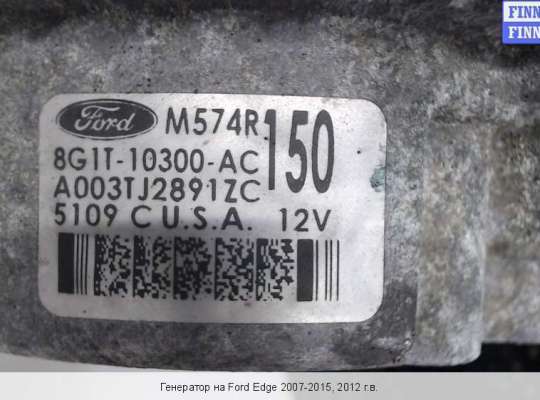 FINN
FINN
Ford M574R 150
8G1T-10300-AC
A003TJ2891ZC
5109 C U.S.A. 12V
Генератор на Ford Edge 2007-2015, 2012 г.в.